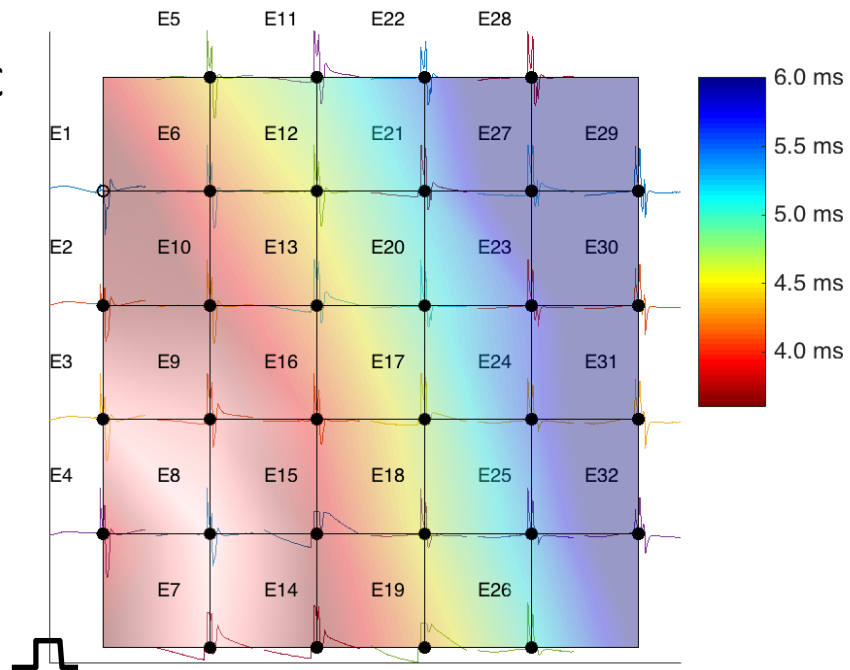 E5 E11 E22 E28
6.0 ms
E1 E6 E12 E21 E27 E29
5.5 ms
5.0 ms
E2 E10 E13 E20 E23 E30
4.5 ms
4.0 ms
E3 E9 E16 E17 E24 E31
E4 E8 E15 E18 E25 E32
E7 E14 E19 E26